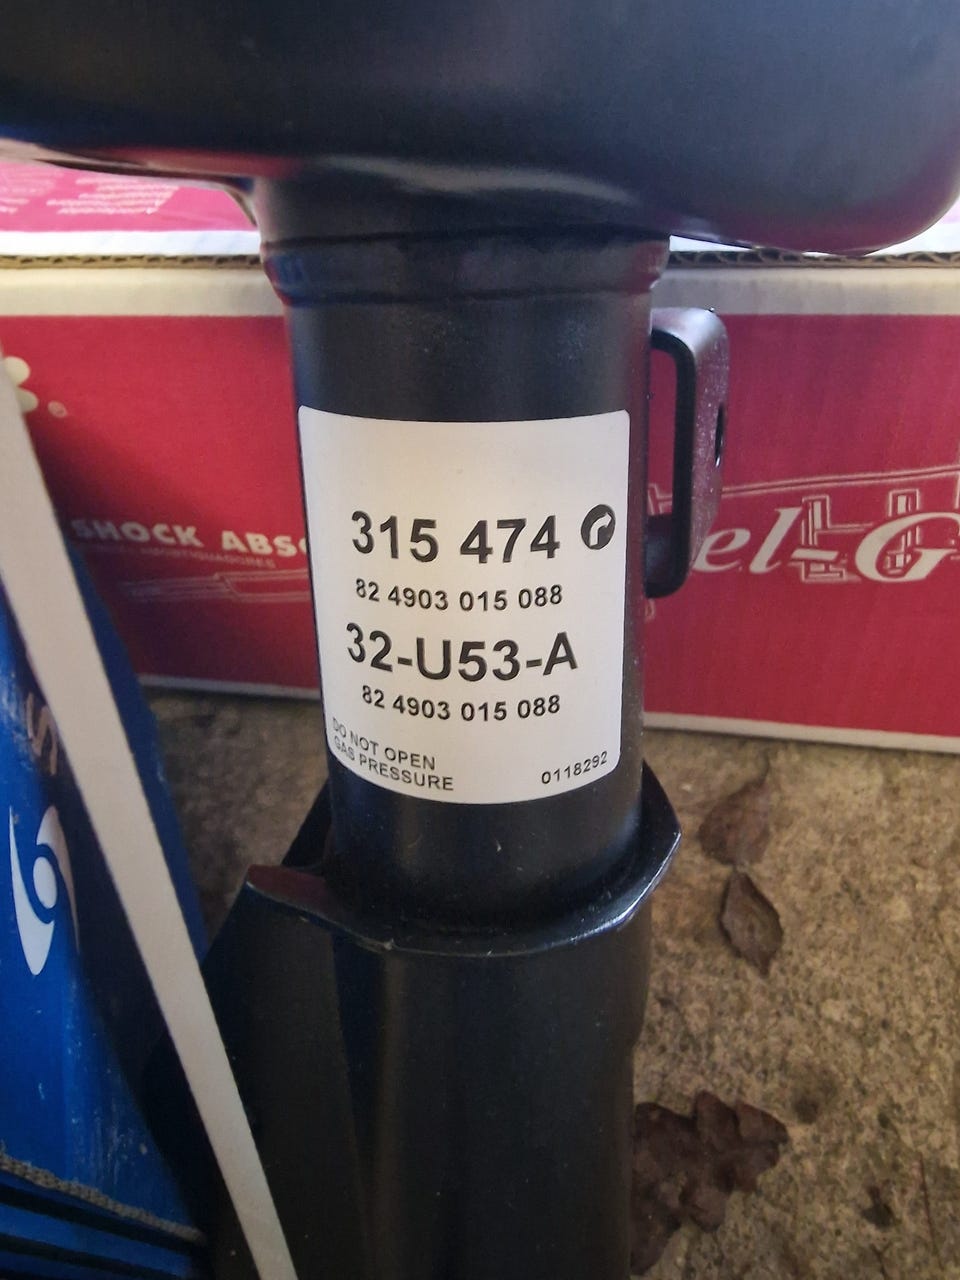 315 474
82 4903 015 088
32-U53-A
82 4903 015 088
DO NOT OPEN
GAS PRESSURE
0118292
SHOCK ABSO
el-G